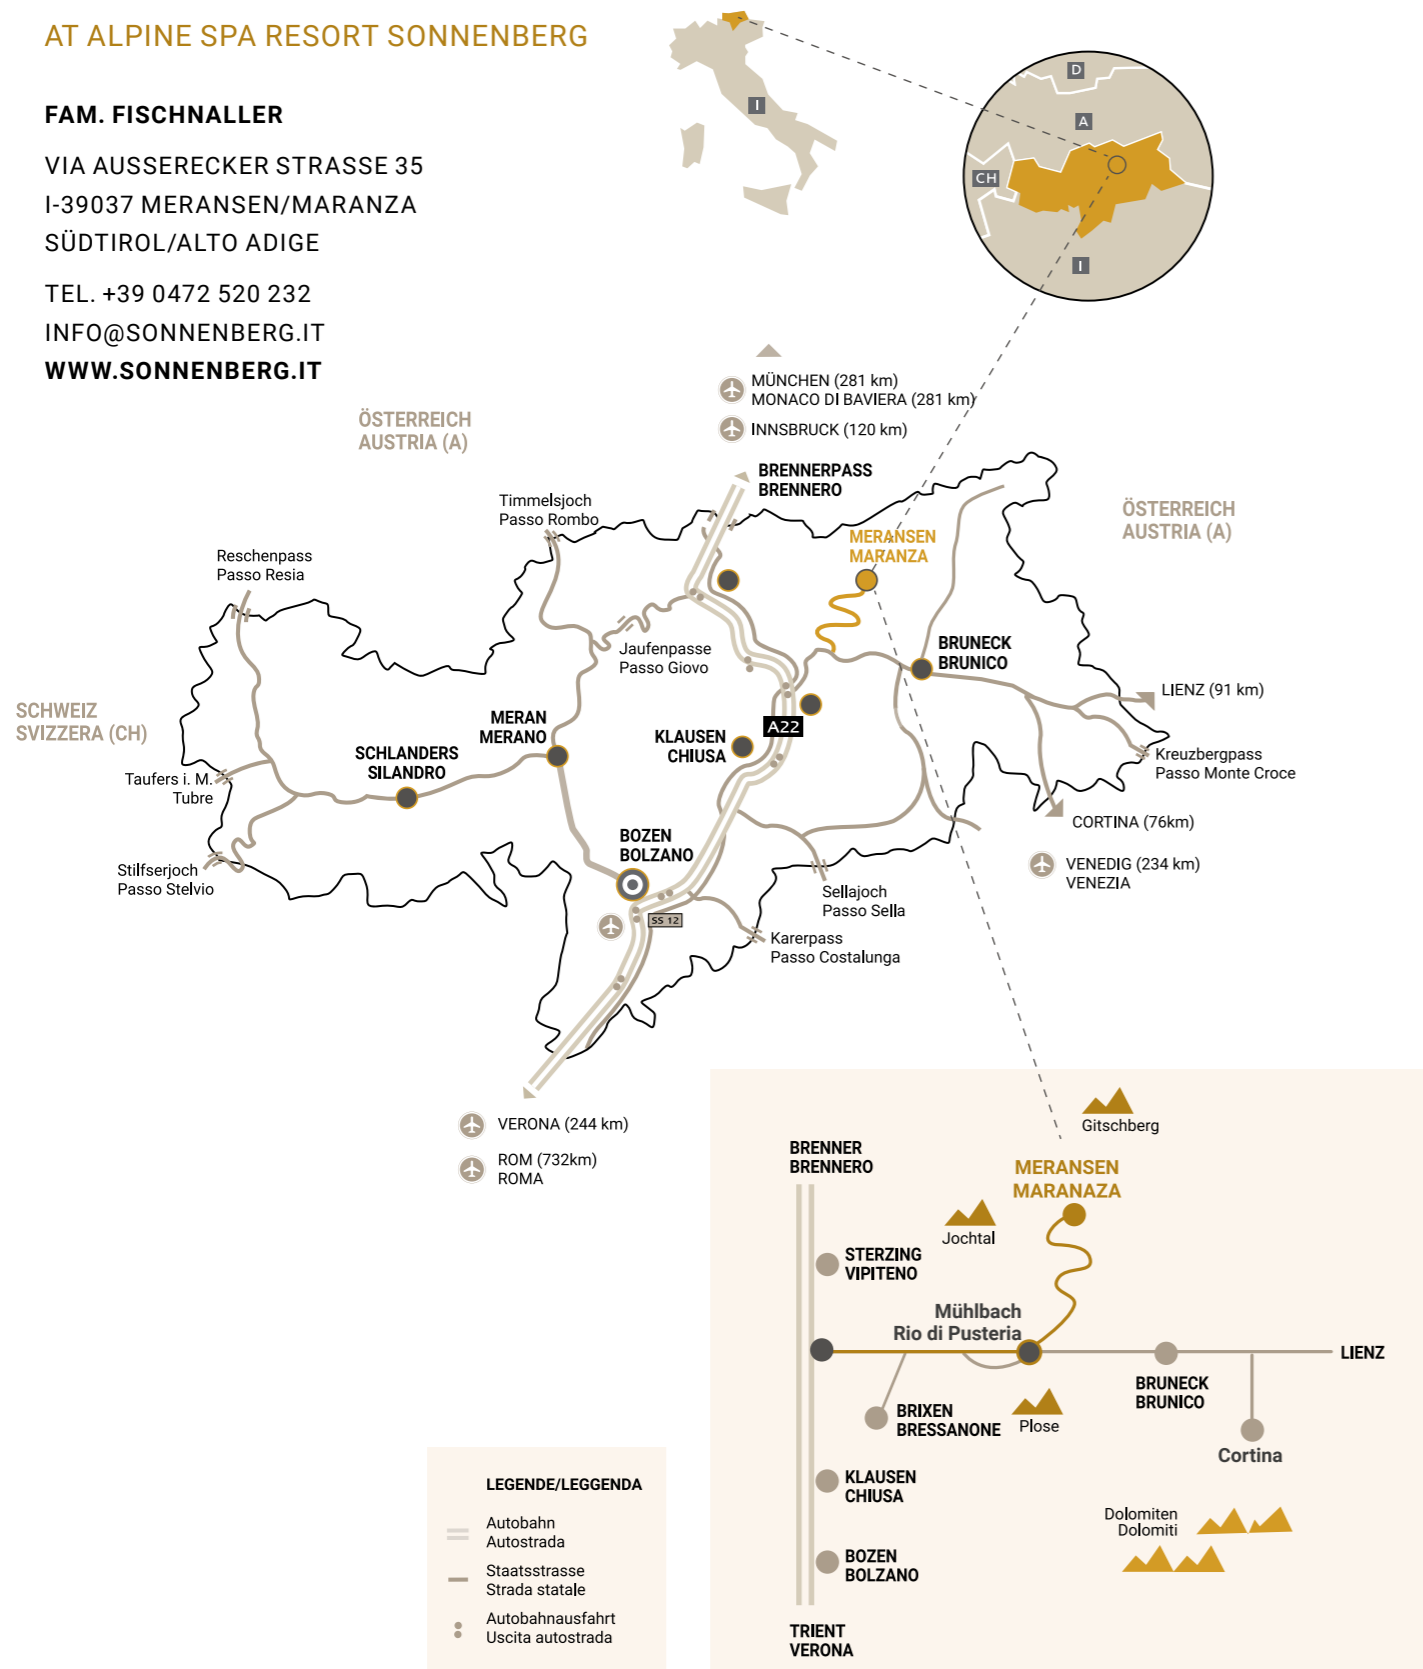 AT ALPINE SPA RESORT SONNENBERG
FAM. FISCHNALLER
VIA AUSSERECKER STRASSE 35
I-39037 MERANSEN/MARANZA
SÜDTIROL/ALTO ADIGE
TEL. +39 0472 520 232
INFO@SONNENBERG.IT
WWW.SONNENBERG.IT
I
D
A
CH
I
MÜNCHEN (281 km)
MONACO DI BAVIERA (281 km)
INNSBRUCK (120 km)
ÖSTERREICH
AUSTRIA (A)
BRENNERPASS
BRENNERO
Timmelsjoch
Passo Rombo
ÖSTERREICH
AUSTRIA (A)
MERANSEN
MARANZA
Reschenpass
Passo Resia
Jaufenpasse
Passo Giovo
BRUNECK
BRUNICO
LIENZ (91 km)
SCHWEIZ
SVIZZERA (CH)
MERAN
MERANO
A22
KLAUSEN
CHIUSA
SCHLANDERS
SILANDRO
Kreuzbergpass
Passo Monte Croce
Taufers i. M.
Tubre
CORTINA (76km)
BOZEN
BOLZANO
VENEDIG (234 km)
VENEZIA
Stilfserjoch
Passo Stelvio
Sellajoch
Passo Sella
SS 12
Karerpass
Passo Costalunga
VERONA (244 km)
ROM (732km)
ROMA
Gitschberg
BRENNER
BRENNERO
MERANSEN
MARANAZA
Jochtal
STERZING
VIPITENO
Mühlbach
Rio di Pusteria
LIENZ
BRUNECK
BRUNICO
BRIXEN
BRESSANONE
Plose
Cortina
KLAUSEN
CHIUSA
Dolomiten
Dolomiti
BOZEN
BOLZANO
TRIENT
VERONA
LEGENDE/LEGGENDA
Autobahn
Autostrada
Staatsstrasse
Strada statale
Autobahnausfahrt
Uscita autostrada